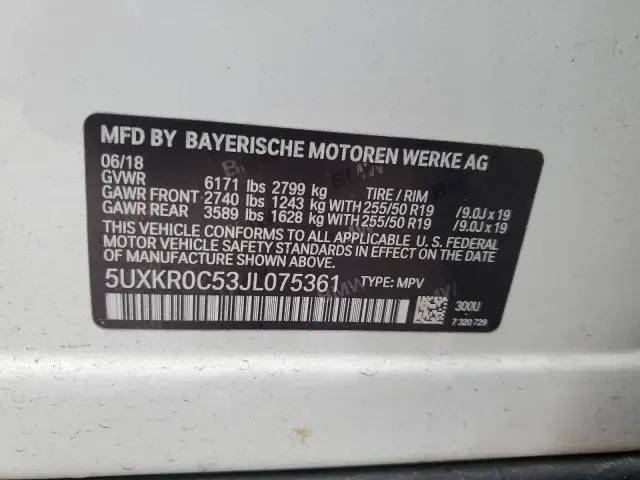 MFD BY BAYERISCHE MOTOREN WERKE AG
06/18
GVWR 6171 lbs 2799 kg TIRE / RIM
GAWR FRONT 2740 lbs 1243 kg WITH 255/50 R19 /9.0J x 19
GAWR REAR 3589 lbs 1628 kg WITH 255/50 R19 /9.0J x 19
THIS VEHICLE CONFORMS TO ALL APPLICABLE U.S. FEDERAL
MOTOR VEHICLE SAFETY STANDARDS IN EFFECT ON THE DATE
OF MANUFACTURE SHOWN ABOVE.
5UXKR0C53JL075361 TYPE: MPV
300U
7 320 729